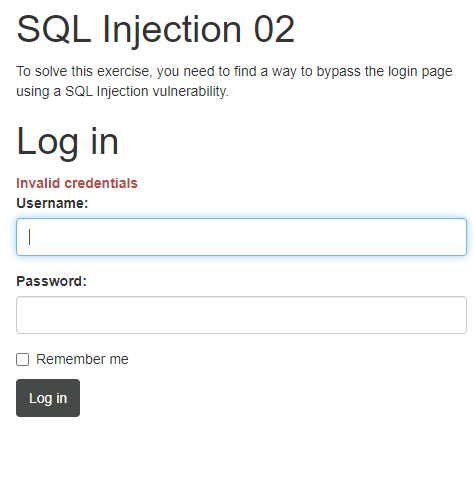 SQL Injection 02
To solve this exercise, you need to find a way to bypass the login page
using a SQL Injection vulnerability.
Log in
Invalid credentials
Username:
Password:
Remember me
Log in